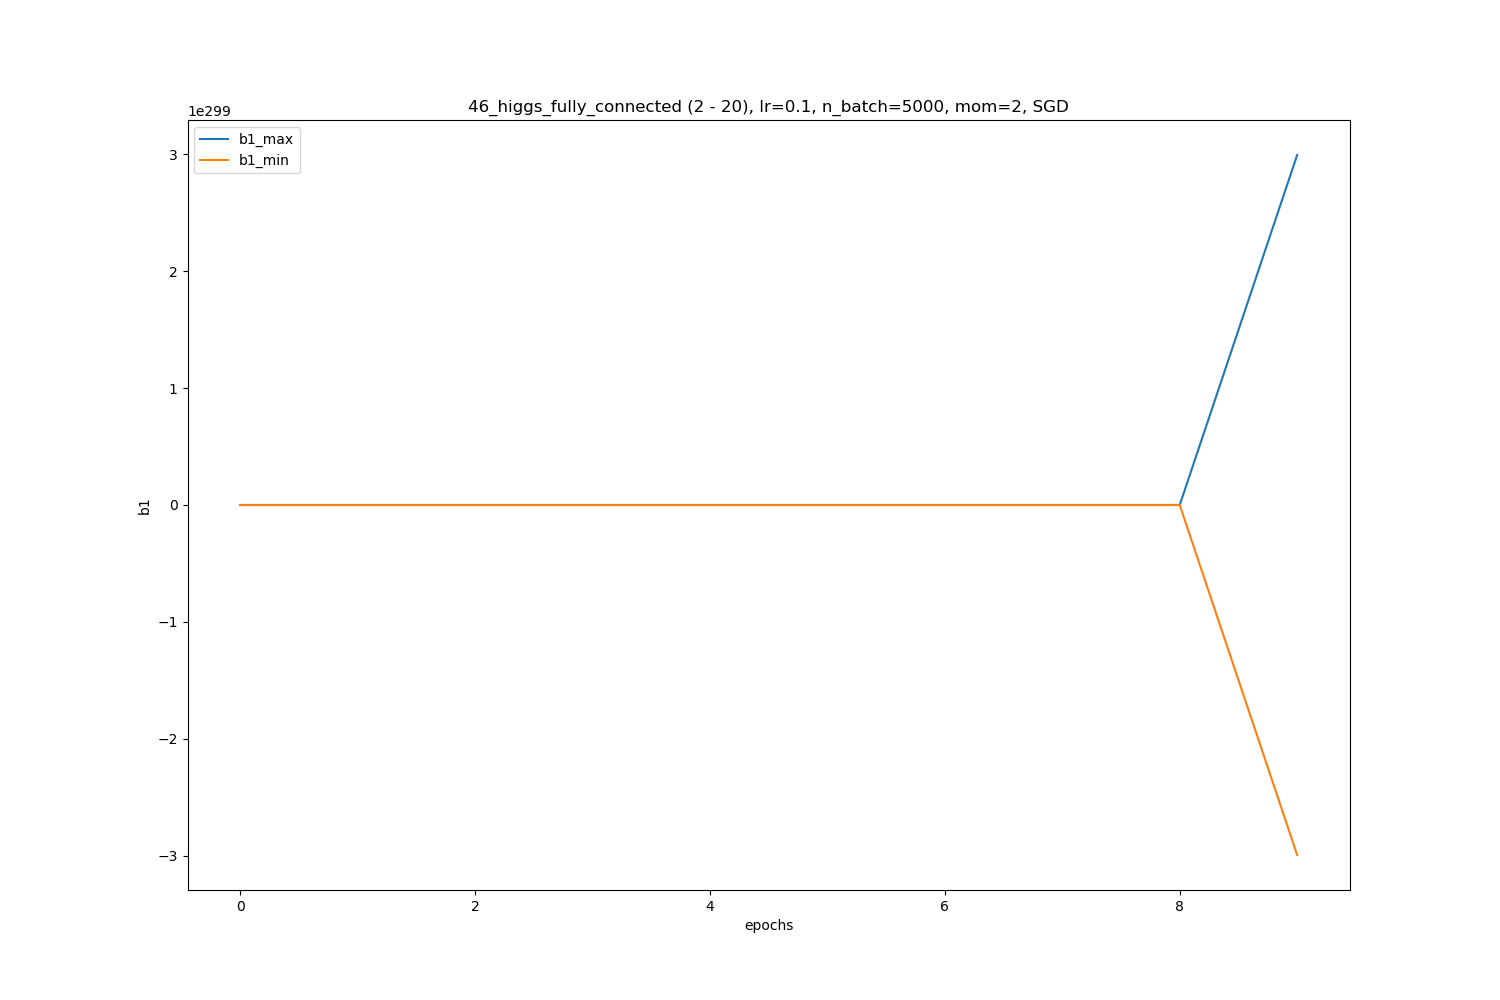 46_higgs_fully_connected (2 - 20), lr=0.1, n_batch=5000, mom=2, SGD
1e299
b1_max
b1_min
3
2
1
0
−1
−2
−3
b1
0 2 4 6 8
epochs